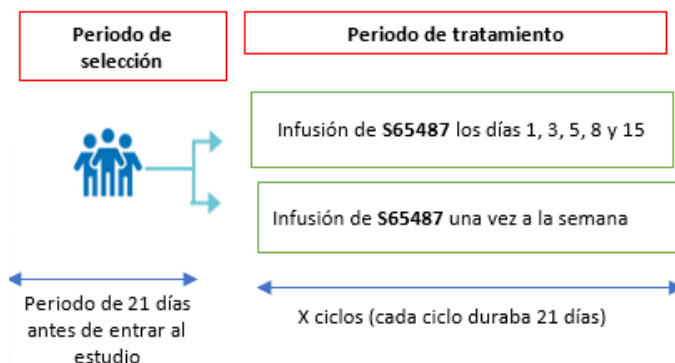 Periodo de
selección
Periodo de tratamiento
Infusión de S65487 los días 1, 3, 5, 8 y 15
Infusión de S65487 una vez a la semana
Periodo de 21 días
antes de entrar al
estudio
X ciclos (cada ciclo duraba 21 días)